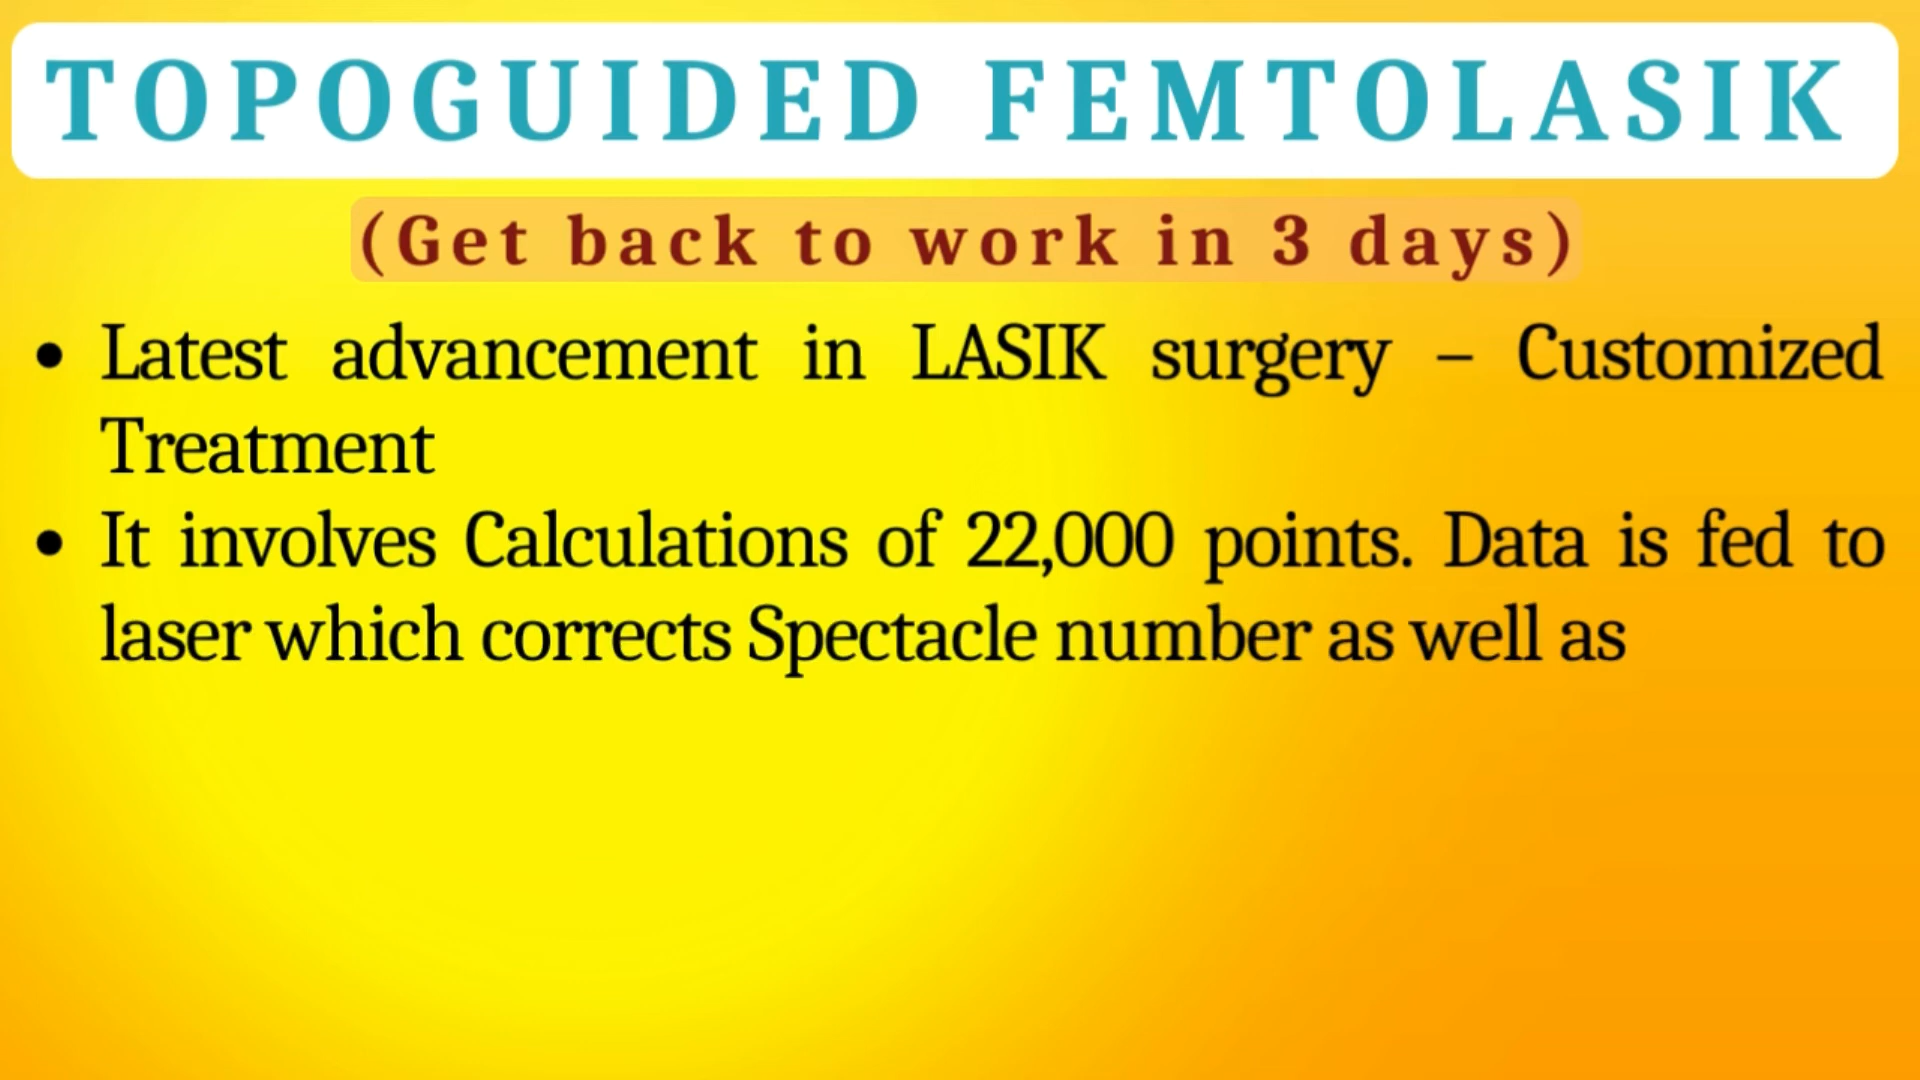 TOPOGUIDED FEMTOLASIK
(Get back to work in 3 days)
• Latest advancement in LASIK surgery – Customized
Treatment
• It involves Calculations of 22,000 points. Data is fed to
laser which corrects Spectacle number as well as